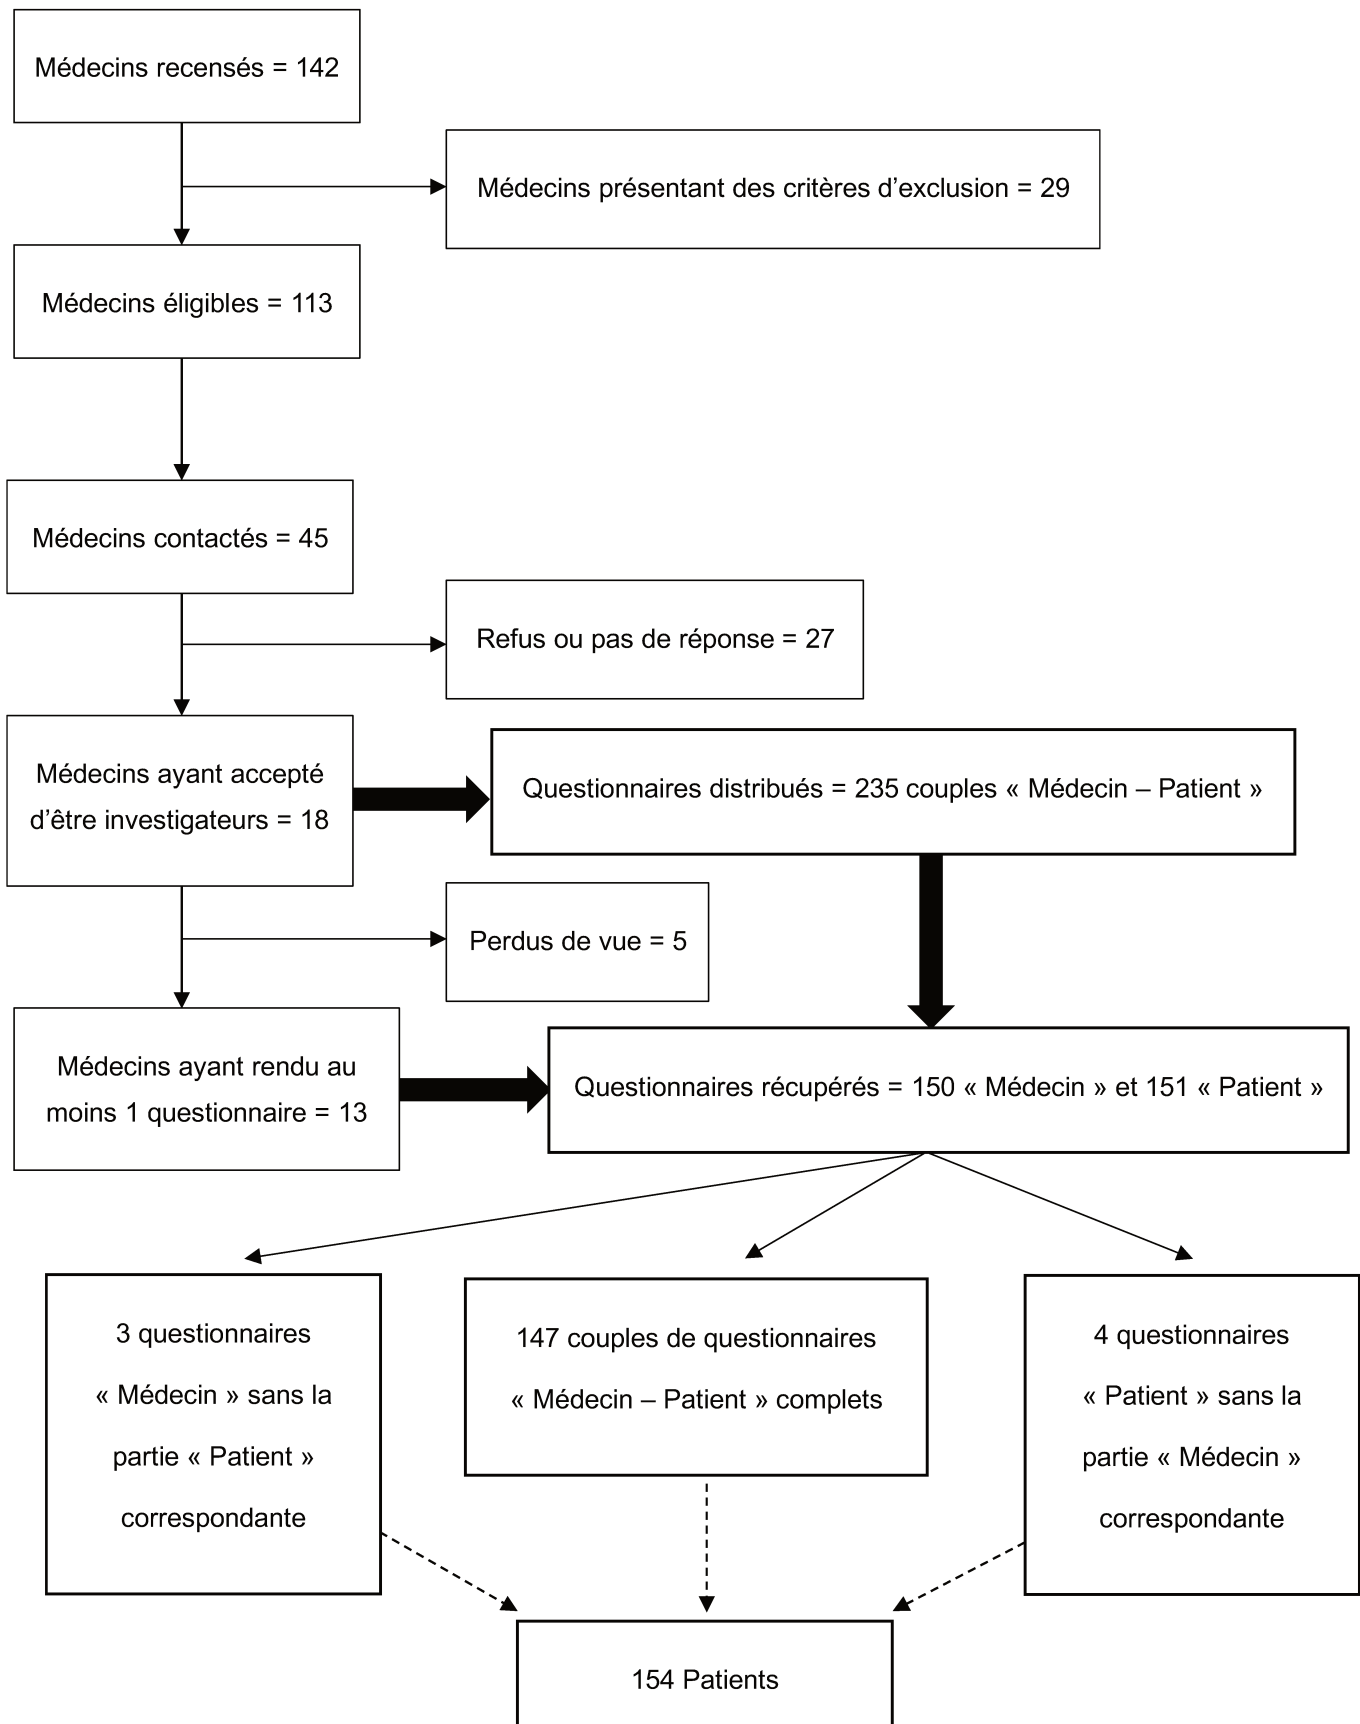 Médecins recensés = 142
Médecins présentant des critères d’exclusion = 29
Médecins éligibles = 113
Médecins contactés = 45
Refus ou pas de réponse = 27
Médecins ayant accepté
d’être investigateurs = 18
Questionnaires distribués = 235 couples « Médecin – Patient »
Perdus de vue = 5
Médecins ayant rendu au
moins 1 questionnaire = 13
Questionnaires récupérés = 150 « Médecin » et 151 « Patient »
3 questionnaires
« Médecin » sans la
partie « Patient »
correspondante
147 couples de questionnaires
« Médecin – Patient » complets
4 questionnaires
« Patient » sans la
partie « Médecin »
correspondante
154 Patients